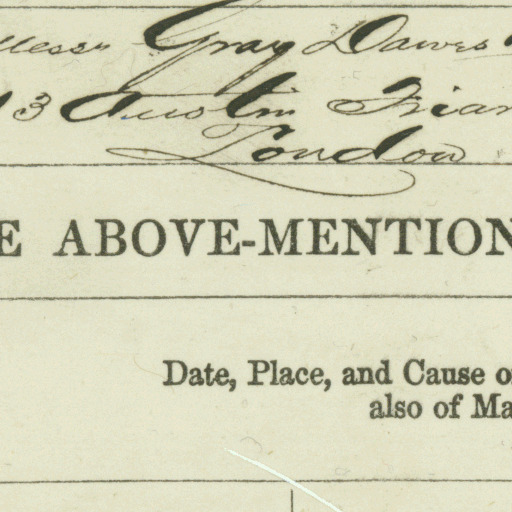 Messrs Gray Dawes
13 Austin Friar
London
E ABOVE-MENTION
Date, Place, and Cause o
also of Ma